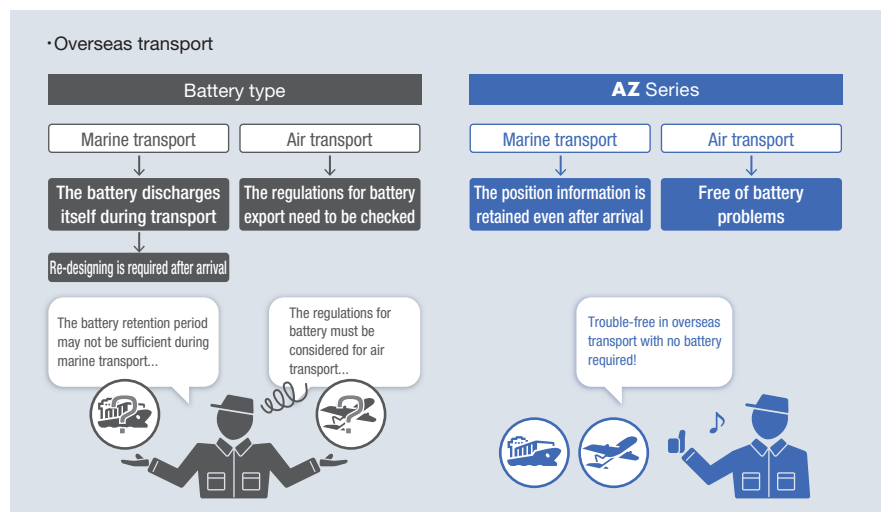 ・Overseas transport
Battery type
Marine transport
Air transport
The battery discharges
itself during transport
The regulations for battery
export need to be checked
Re-designing is required after arrival
The battery retention period
may not be sufficient during
marine transport...
The regulations for
battery must be
considered for air
transport...
?
?
AZ Series
Marine transport
Air transport
The position information is
retained even after arrival
Free of battery
problems
Trouble-free in overseas
transport with no battery
required!